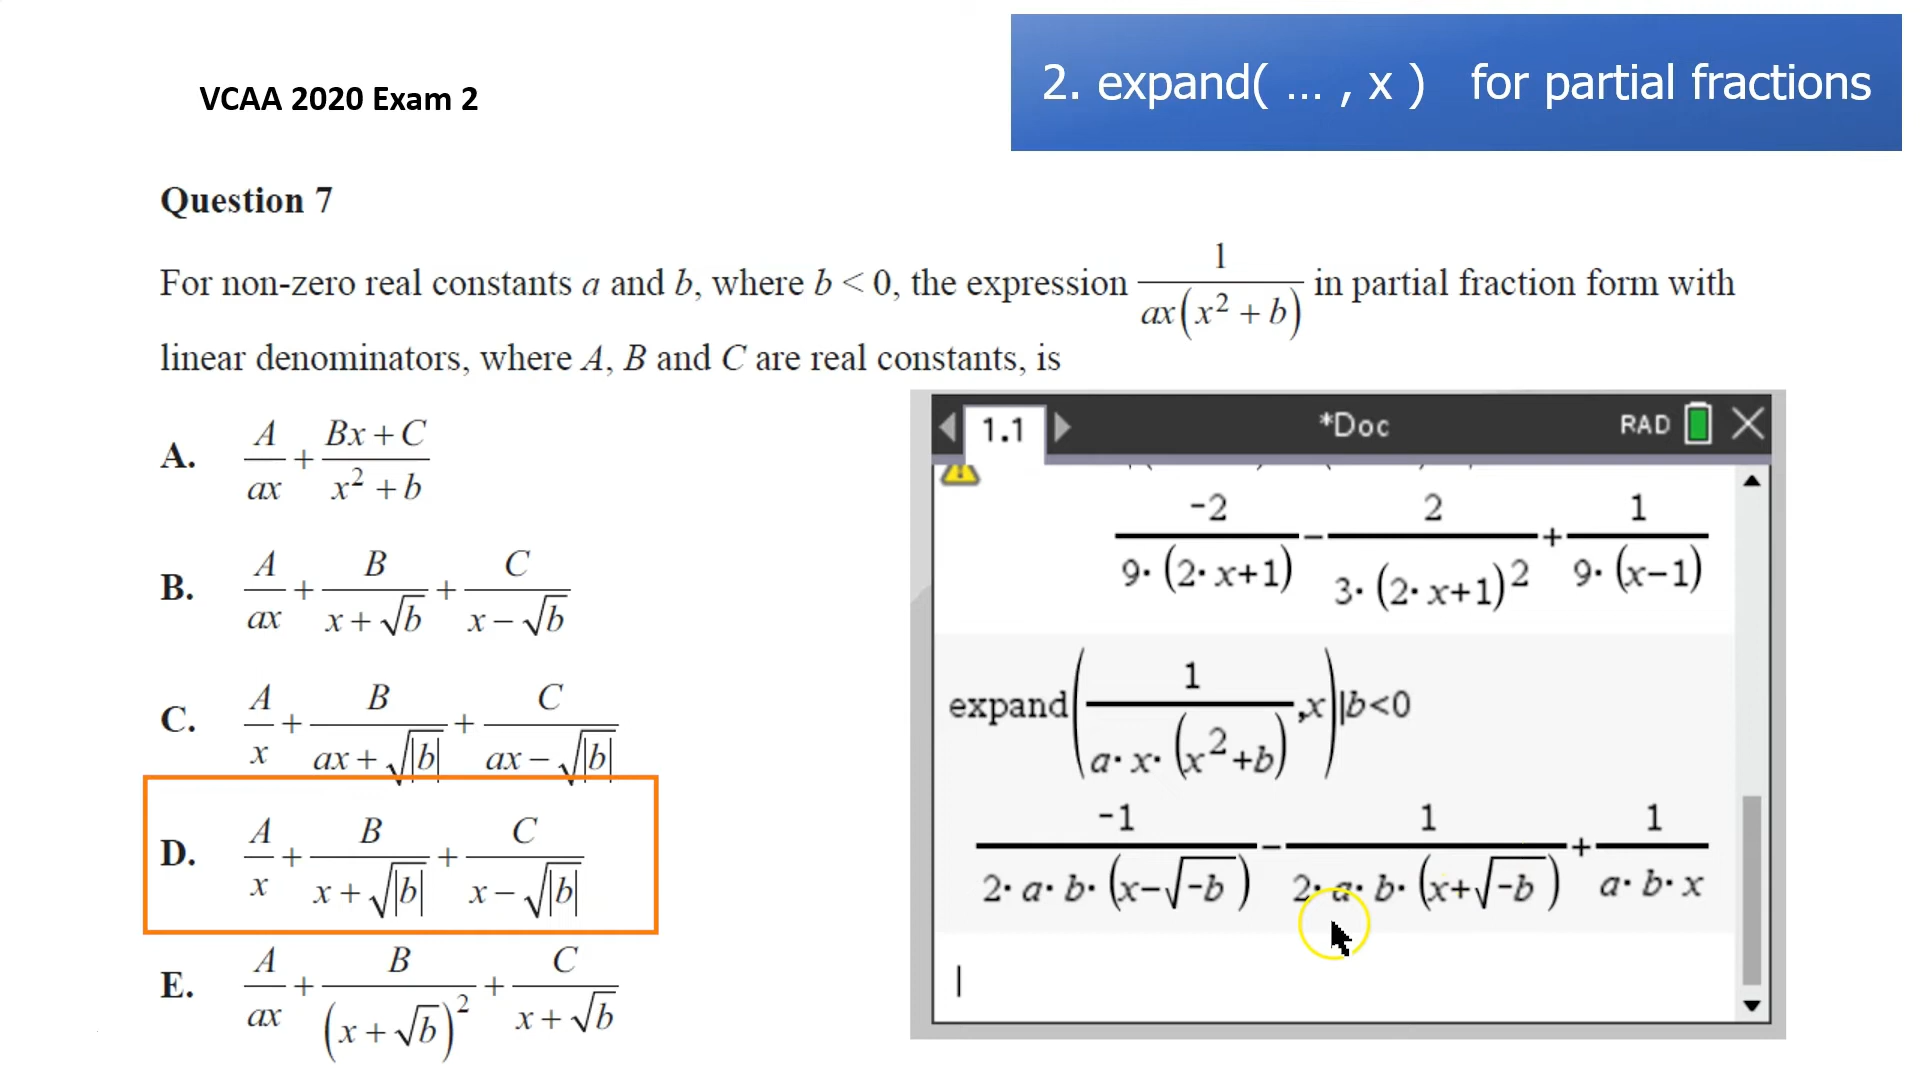 VCAA 2020 Exam 2
2. expand( ... , x ) for partial fractions
Question 7
For non-zero real constants a and b, where b < 0, the expression 1/(ax(x² + b)) in partial fraction form with
linear denominators, where A, B and C are real constants, is
A. A/(ax) + (Bx + C)/(x² + b)
B. A/(ax) + B/(x + √b) + C/(x − √b)
C. A/x + B/(ax + √|b|) + C/(ax − √|b|)
D. A/x + B/(x + √|b|) + C/(x − √|b|)
E. A/(ax) + B/(x + √b)² + C/(x + √b)
1.1 *Doc RAD
-2/(9·(2·x+1)) − 2/(3·(2·x+1)²) + 1/(9·(x−1))
expand(1/(a·x·(x²+b)),x)|b<0
-1/(2·a·b·(x−√-b)) − 1/(2·a·b·(x+√-b)) + 1/(a·b·x)